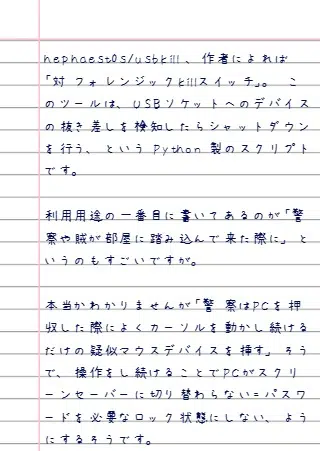 hephaest0s/usbkill 、作者によれば
「対 フォレンジックkillスイッチ」。 こ
のツールは、USBソケットへのデバイス
の抜き差しを検知したらシャットダウン
を行う、という Python 製のスクリプト
です。
利用用途の一番目に書いてあるのが「警
察や賊が部屋に踏み込んで来た際に」と
いうのもすごいですが。
本当かわかりませんが「警 察はPCを押
収した際によくカーソルを動かし続ける
だけの疑似マウスデバイスを挿す」そう
で、操作をし続けることでPCがスクリ
ーンセーバーに切り替わらない=パスワ
ードを必要なロック状態にしない、よう
にするそうです。